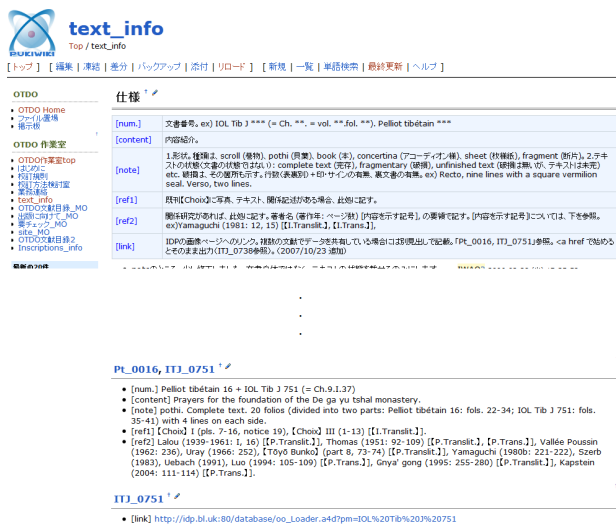 PUKIWIKI
text_info
Top / text_info
[ トップ ] [ 編集 | 凍結 | 差分 | バックアップ | 添付 | リロード ] [ 新規 | 一覧 | 単語検索 | 最終更新 | ヘルプ ]
OTDO
OTDO Home
ファイル置場
掲示板
OTDO 作業室
OTDO作業室top
はじめに
校訂規則
校訂方法検討室
業務連絡
text_info
OTDO文献目録_MO
出版に向けて_MO
要チェック_MO
site_MO
OTDO文献目録2
Inscriptions_info
最新の20件
仕様 †
[num.] 文書番号。ex) IOL Tib J *** (= Ch. **. = vol. **.fol. **). Pelliot tibétain ***
[content] 内容紹介。
[note] 1.形状。種類は、scroll (巻物), pothi (貝葉), book (本), concertina (アコーディオン様), sheet (枚様紙), fragment (断片)。2.テキ
ストの状態(文書の状態ではない): complete text (完存), fragmentary (破損), unfinished text (破損は無いが、テキストは未完)
etc. 破損は、その箇所も示す。行数(表裏別)+印・サインの有無、裏文書の有無。ex) Recto, nine lines with a square vermilion
seal. Verso, two lines.
[ref1] 既刊【Choix】に写真、テキスト、関係記述がある場合、此処に記す。
[ref2] 関係研究があれば、此処に記す。著者名 (著作年: ページ数) [内容を示す記号]、の要領で記す。[内容を示す記号]については、下を参照。
ex)Yamaguchi (1981: 12, 15) [【I.Translit.】, 【I.Trans.】],
[link] IDPの画像ページへのリンク。複数の文献でデータを共有している場合には別見出しで記載。「Pt_0016, ITJ_0751」参照。<a href で始める
とそのまま出力(ITJ_0738参照)。(2007/10/23 追加)
.
.
.
Pt_0016, ITJ_0751 †
[num.] Pelliot tibétain 16 + IOL Tib J 751 (= Ch.9.I.37)
[content] Prayers for the foundation of the De ga yu tshal monastery.
[note] pothi. Complete text. 20 folios (divided into two parts: Pelliot tibétain 16: fols. 22-34; IOL Tib J 751: fols.
35-41) with 4 lines on each side.
[ref1] 【Choix】 I (pls. 7-16, notice 19), 【Choix】 III (1-13) [【I.Translit.】].
[ref2] Lalou (1939-1961: I, 16) [【P.Translit.】], Thomas (1951: 92-109) [【P.Translit.】, 【P.Trans.】], Vallée Poussin
(1962: 236), Uray (1966: 252), 【Tōyō Bunko】 (part 8, 73-74) [【P.Translit.】], Yamaguchi (1980b: 221-222), Szerb
(1983), Uebach (1991), Luo (1994: 105-109) [【P.Trans.】], Gnya' gong (1995: 255-280) [【P.Translit.】], Kapstein
(2004: 111-114) [【P.Trans.】].
ITJ_0751 †
[link] http://idp.bl.uk:80/database/oo_Loader.a4d?pm=IOL%20Tib%20J%20751